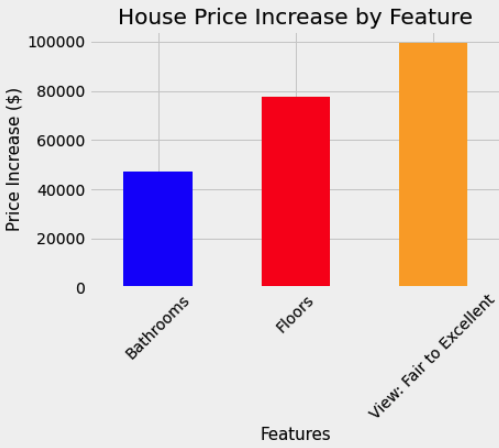 House Price Increase by Feature
Price Increase ($)
100000
80000
60000
40000
20000
0
Bathrooms
Floors
View: Fair to Excellent
Features